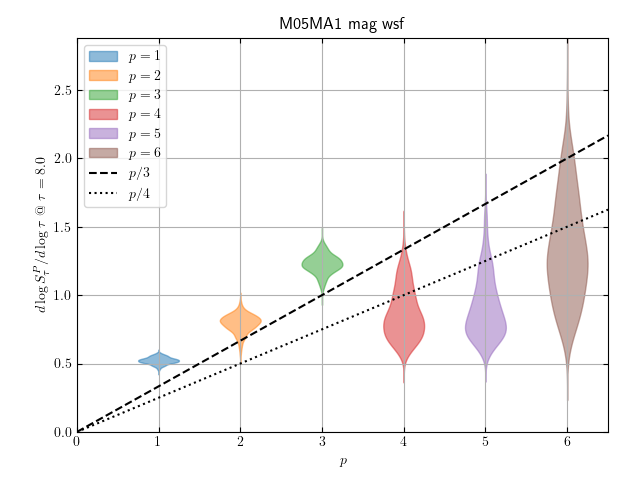 M05MA1 mag wsf
p = 1
p = 2
p = 3
p = 4
p = 5
p = 6
p/3
p/4
d log S_τ^P / d log τ @ τ = 8.0
2.5
2.0
1.5
1.0
0.5
0.0
0 1 2 3 4 5 6
p